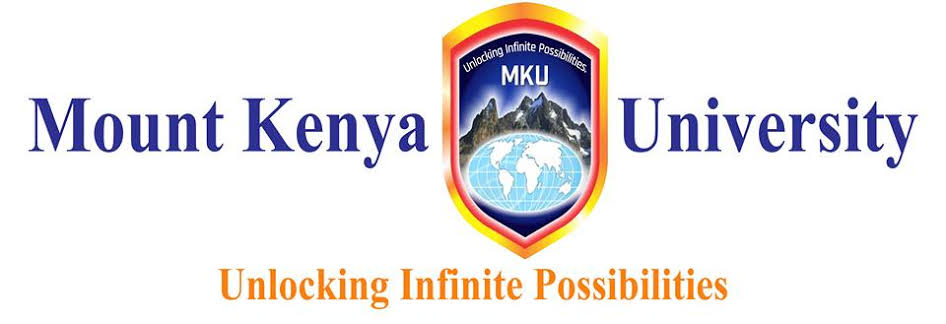 Unlocking Infinite Possibilities.
MKU
Mount Kenya University
Unlocking Infinite Possibilities